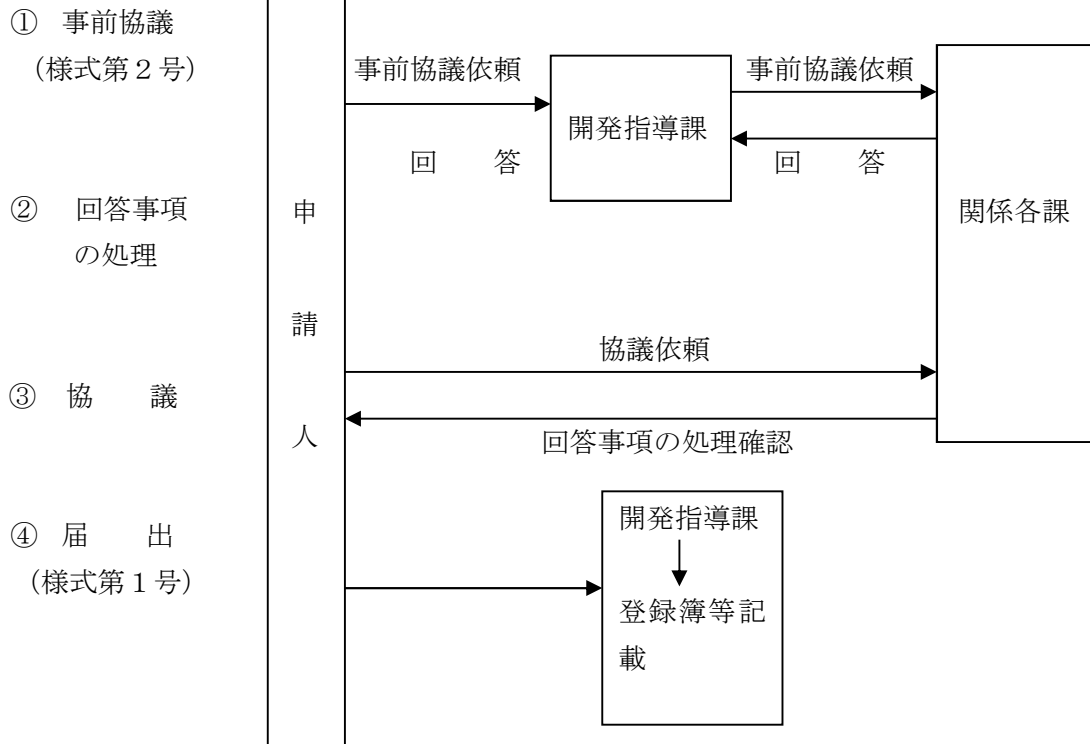 ① 事前協議
（様式第２号）
事前協議依頼
事前協議依頼
開発指導課
回　　答
回　　答
② 回答事項
の処理
申請人
関係各課
協議依頼
③ 協　　議
回答事項の処理確認
④ 届　　出
（様式第１号）
開発指導課
登録簿等記
載